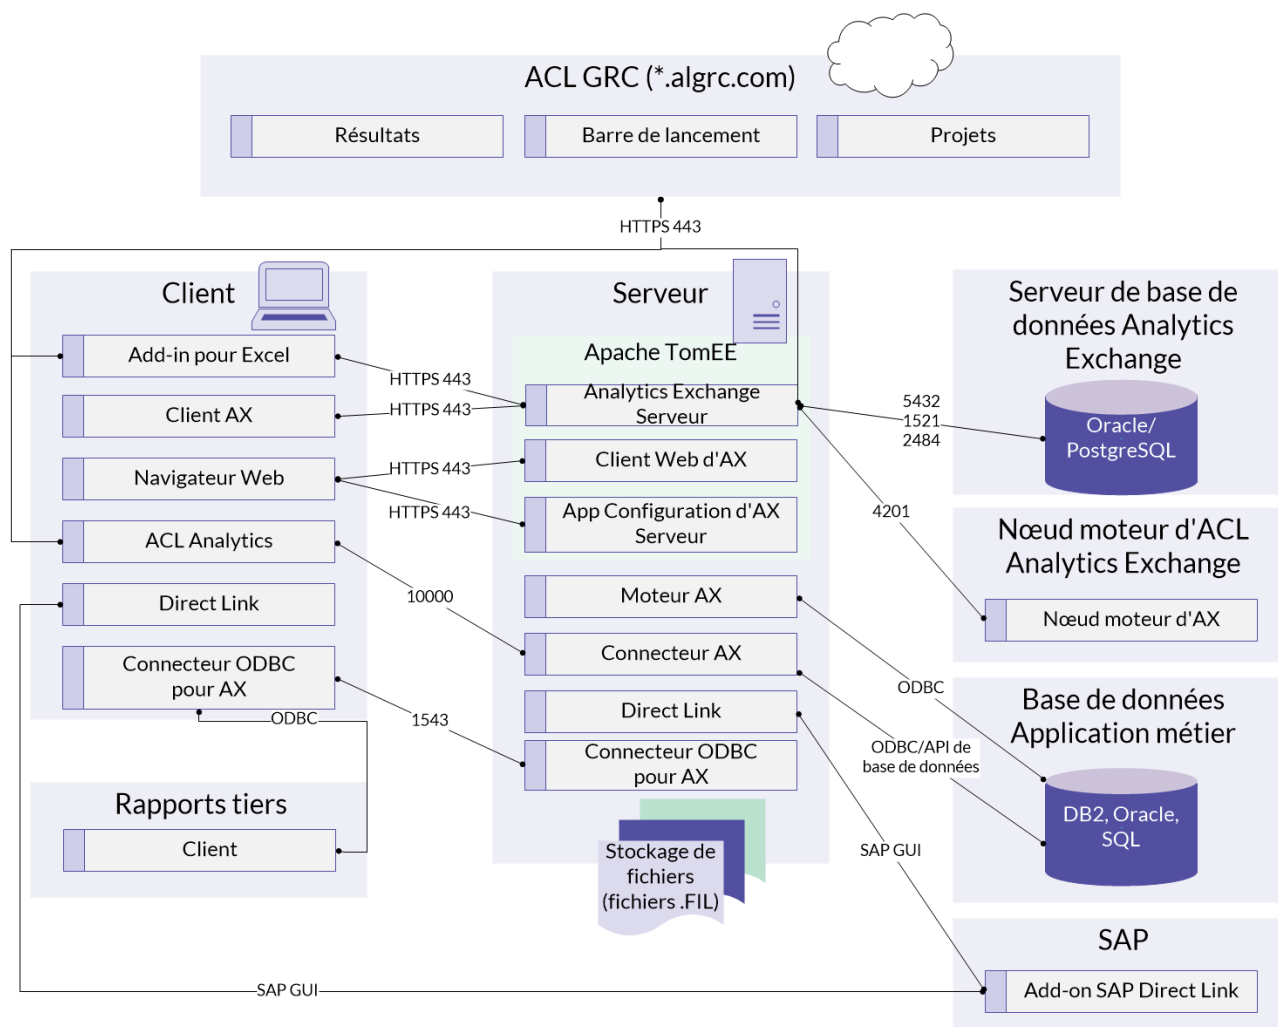 ACL GRC (*.algrc.com)
Résultats
Barre de lancement
Projets
HTTPS 443
Client
Add-in pour Excel
Client AX
Navigateur Web
ACL Analytics
Direct Link
Connecteur ODBC
pour AX
ODBC
Rapports tiers
Client
HTTPS 443
HTTPS 443
HTTPS 443
HTTPS 443
10000
1543
Serveur
Apache TomEE
Analytics Exchange
Serveur
Client Web d'AX
App Configuration d'AX
Serveur
Moteur AX
Connecteur AX
Direct Link
Connecteur ODBC
pour AX
Stockage de
fichiers
(fichiers .FIL)
5432
1521
2484
4201
ODBC
ODBC/API de
base de données
SAP GUI
SAP GUI
Serveur de base de
données Analytics
Exchange
Oracle/
PostgreSQL
Nœud moteur d'ACL
Analytics Exchange
Nœud moteur d'AX
Base de données
Application métier
DB2, Oracle,
SQL
SAP
Add-on SAP Direct Link